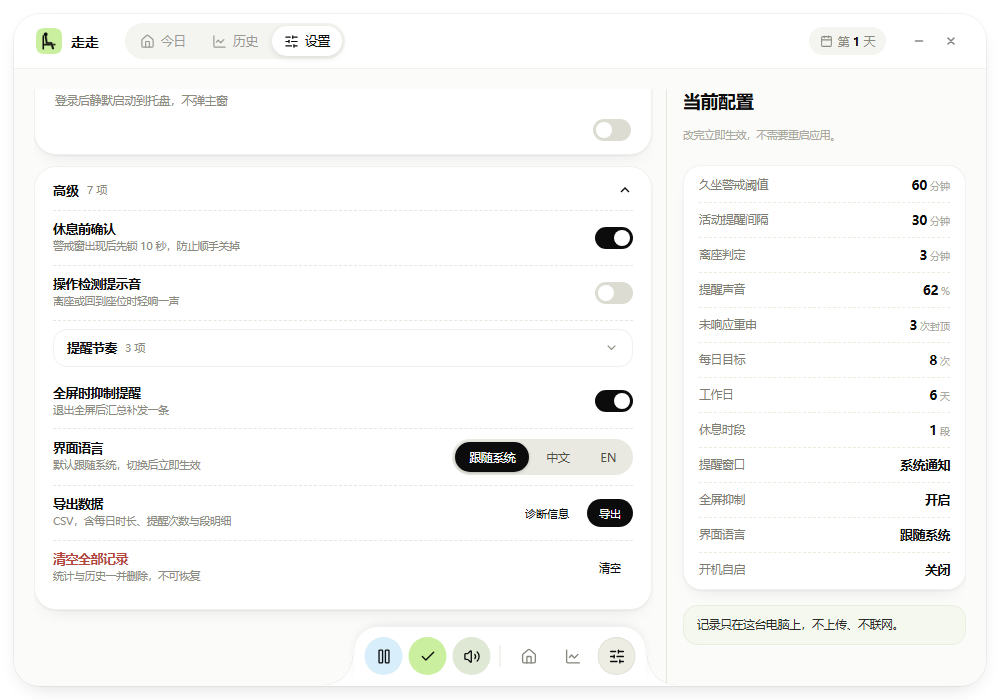 走走
今日
历史
设置
第 1 天
登录后静默启动到托盘，不弹主窗
高级 7 项
休息前确认
警戒窗出现后先锁 10 秒，防止顺手关掉
操作检测提示音
离座或回到座位时轻响一声
提醒节奏 3 项
全屏时抑制提醒
退出全屏后汇总补发一条
界面语言
默认跟随系统，切换后立即生效
跟随系统 中文 EN
导出数据
CSV，含每日时长、提醒次数与段明细
诊断信息 导出
清空全部记录
统计与历史一并删除，不可恢复
清空
当前配置
改完立即生效，不需要重启应用。
久坐警戒阈值 60 分钟
活动提醒间隔 30 分钟
离座判定 3 分钟
提醒声音 62 %
未响应重申 3 次封顶
每日目标 8 次
工作日 6 天
休息时段 1 段
提醒窗口 系统通知
全屏抑制 开启
界面语言 跟随系统
开机自启 关闭
记录只在这台电脑上，不上传、不联网。